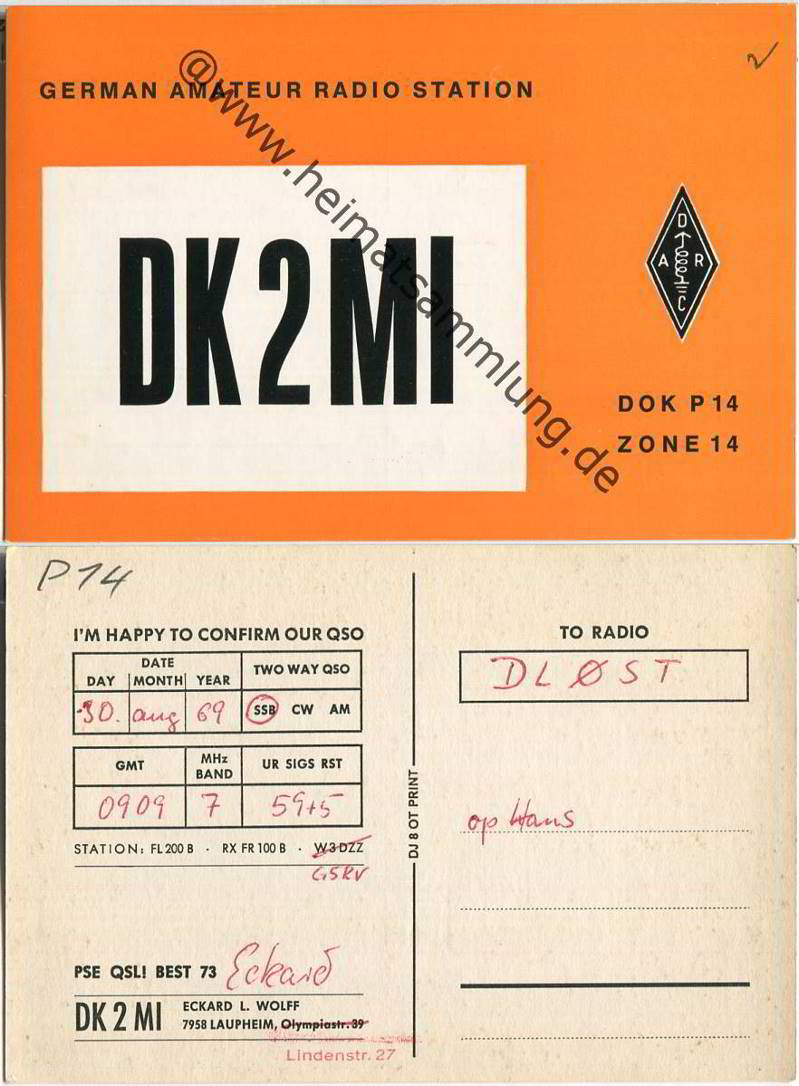 GERMAN AMATEUR RADIO STATION
2
@www.heimatsammlung.de
DK2MI
D
A R
C
DOK P 14
ZONE 14
P14
I'M HAPPY TO CONFIRM OUR QSO
DATE
DAY MONTH YEAR
TWO WAY QSO
30. aug 69
SSB CW AM
GMT
MHz BAND
UR SIGS RST
0909 7 59+5
STATION: FL 200 B · RX FR 100 B · W3DZZ
G5RV
PSE QSL! BEST 73 Eckard
DK 2 MI
ECKARD L. WOLFF
7958 LAUPHEIM, Olympiastr. 39
Lindenstr. 27
DJ 8 OT PRINT
TO RADIO
DLØST
op Hans